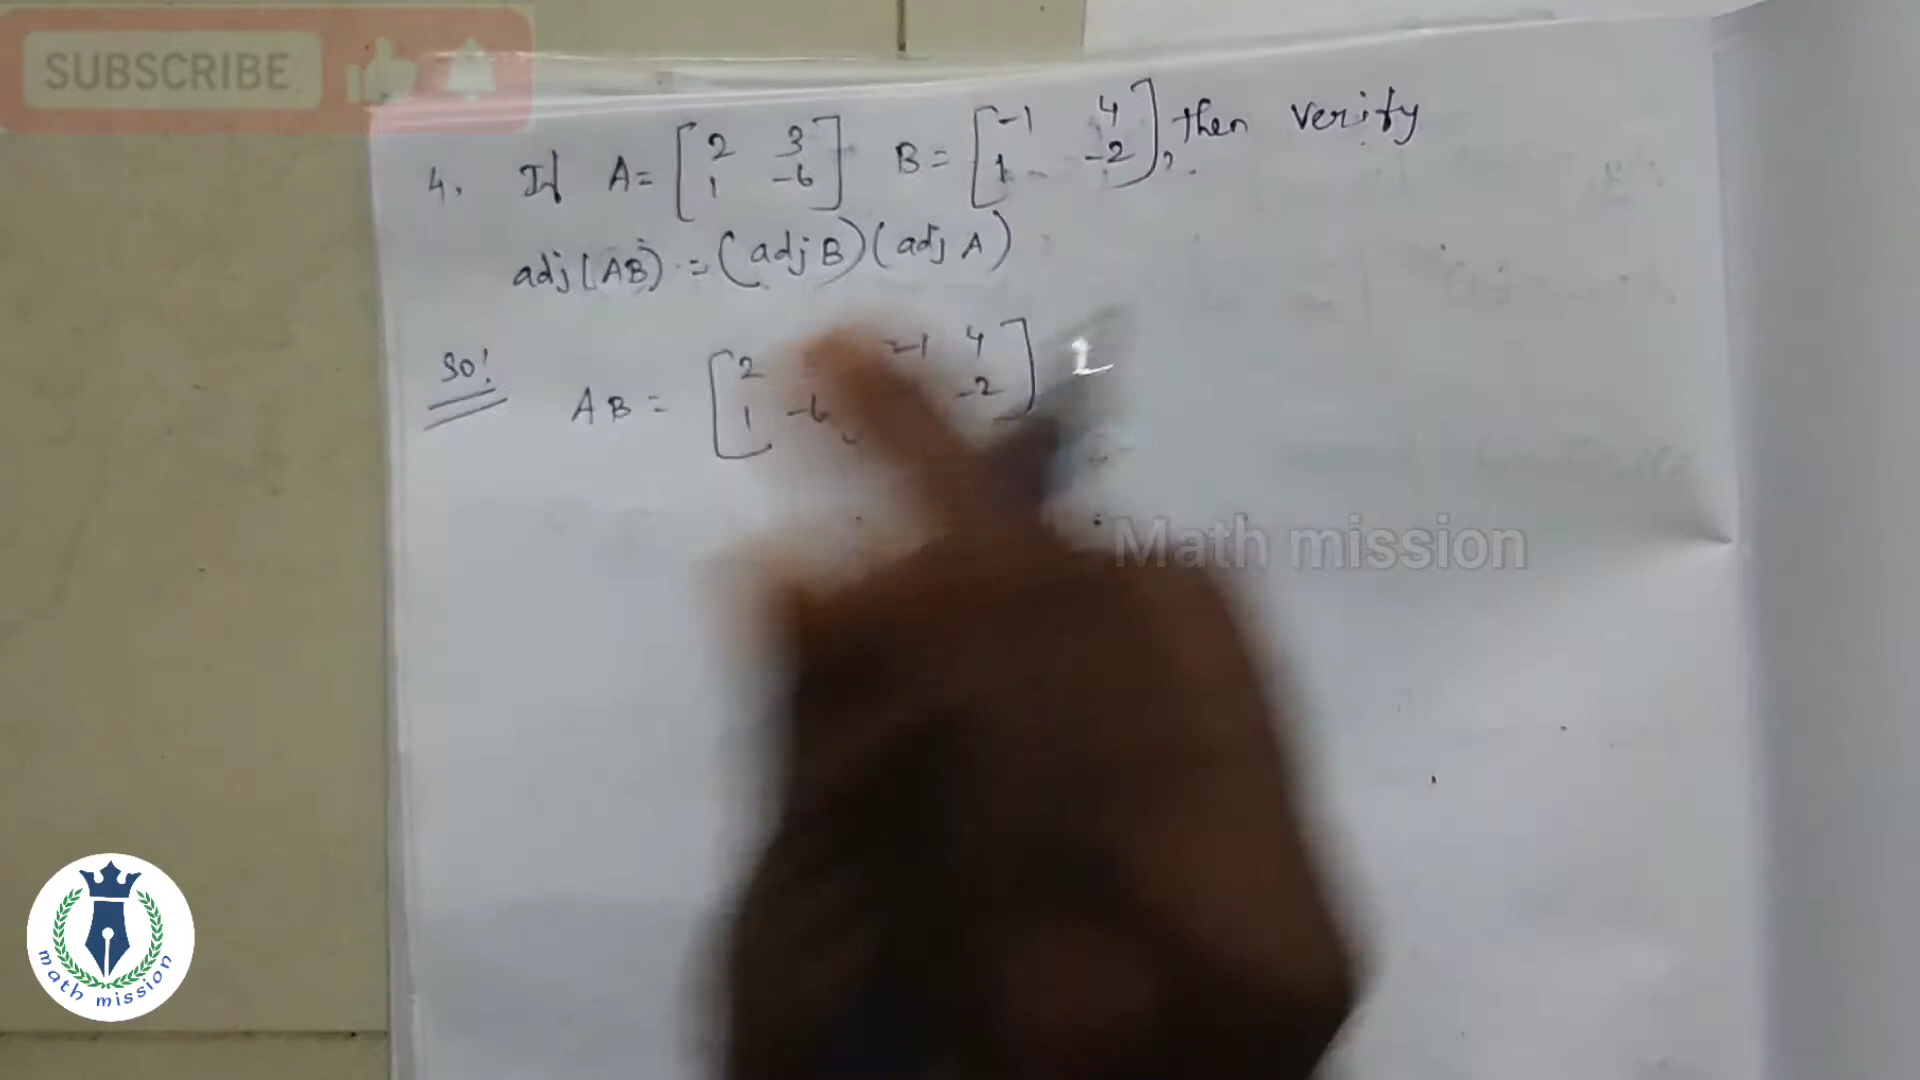 SUBSCRIBE
4. If A = [2 3 1 -6] B = [-1 4 1 -2], then verify
adj(AB) = (adj B)(adj A)
Sol
AB = [2 1 -6 -1 4 -2]
Math mission
math mission